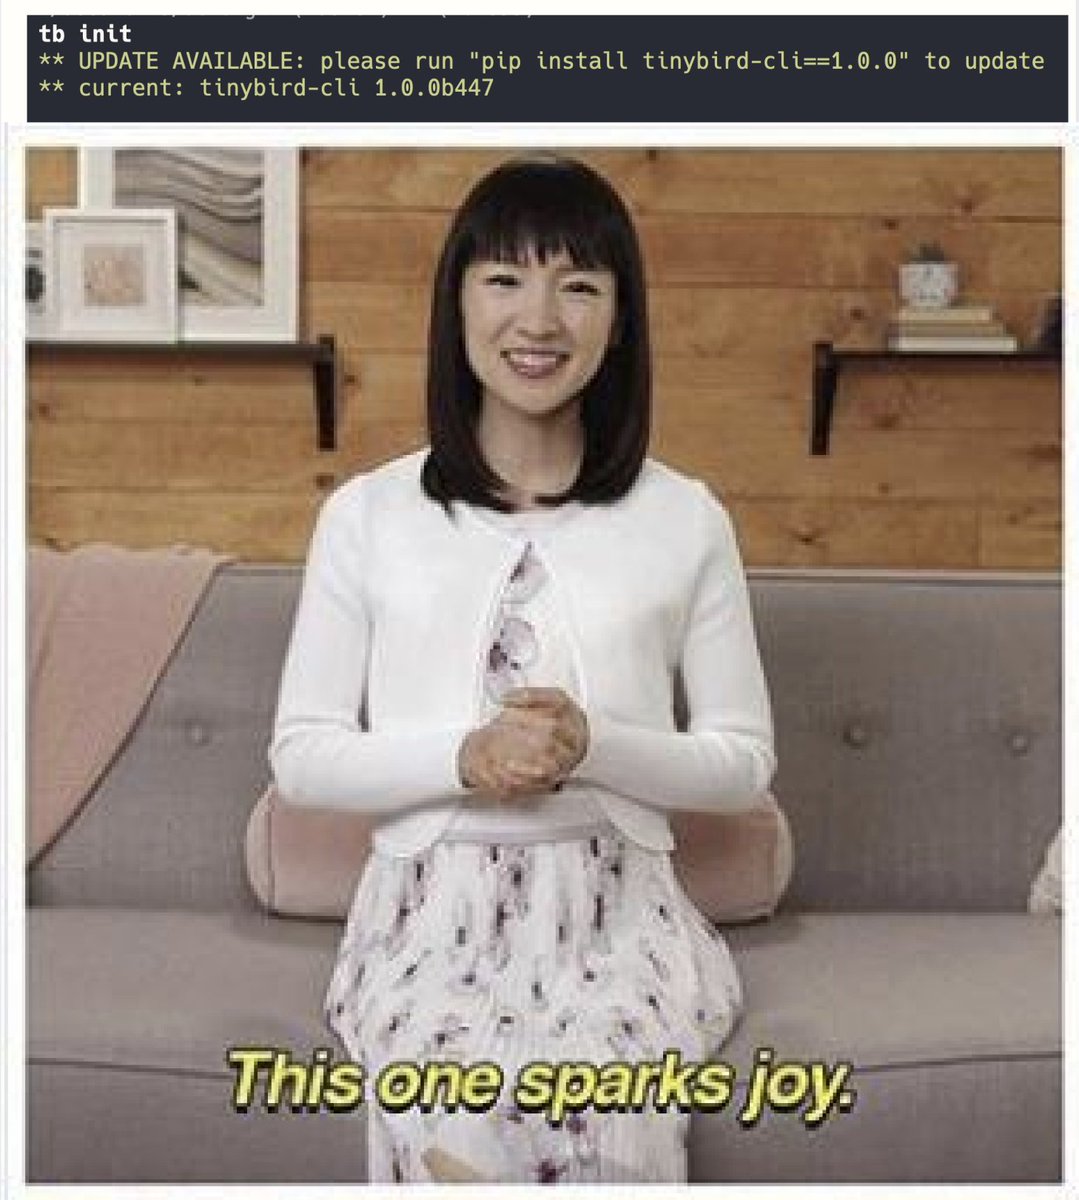 tb init
** UPDATE AVAILABLE: please run "pip install tinybird-cli==1.0.0" to update
** current: tinybird-cli 1.0.0b447
This one sparks joy.